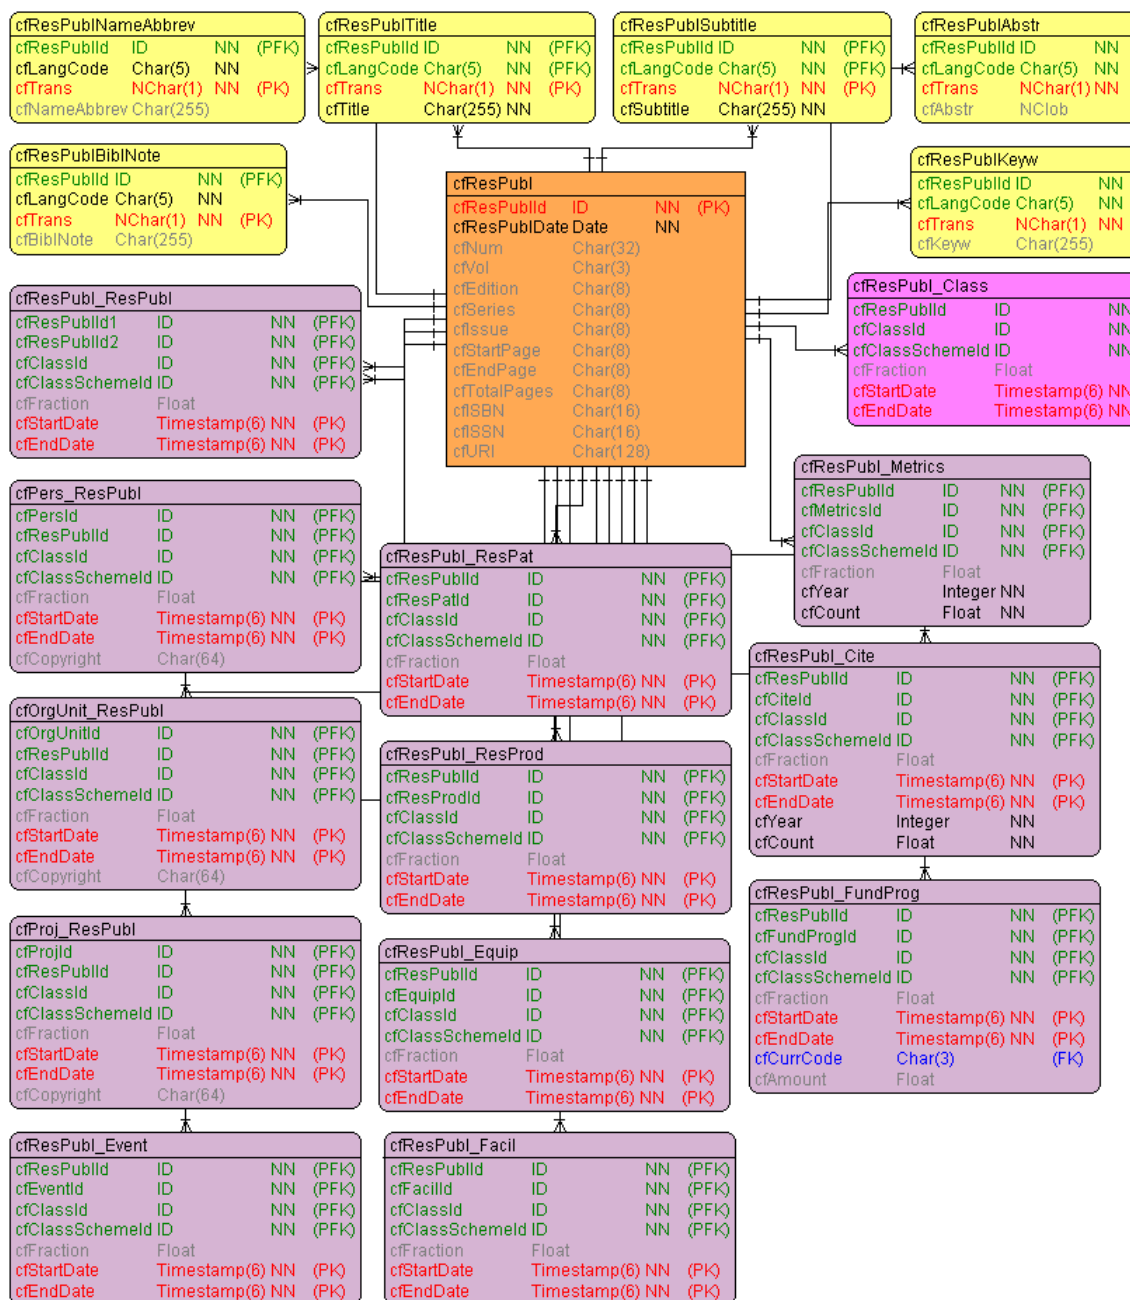 cfResPublNameAbbrev
cfResPublId ID NN (PFK)
cfLangCode Char(5) NN
cfTrans NChar(1) NN (PK)
cfNameAbbrev Char(255)
cfResPublTitle
cfResPublId ID NN (PFK)
cfLangCode Char(5) NN (PFK)
cfTrans NChar(1) NN (PK)
cfTitle Char(255) NN
cfResPublSubtitle
cfResPublId ID NN (PFK)
cfLangCode Char(5) NN (PFK)
cfTrans NChar(1) NN (PK)
cfSubtitle Char(255) NN
cfResPublAbstr
cfResPublId ID NN
cfLangCode Char(5) NN
cfTrans NChar(1) NN
cfAbstr NClob
cfResPublBiblNote
cfResPublId ID NN (PFK)
cfLangCode Char(5) NN
cfTrans NChar(1) NN (PK)
cfBiblNote Char(255)
cfResPubl
cfResPublId ID NN (PK)
cfResPublDate Date NN
cfNum Char(32)
cfVol Char(3)
cfEdition Char(8)
cfSeries Char(8)
cfIssue Char(8)
cfStartPage Char(8)
cfEndPage Char(8)
cfTotalPages Char(8)
cfISBN Char(16)
cfISSN Char(16)
cfURI Char(128)
cfResPublKeyw
cfResPublId ID NN
cfLangCode Char(5) NN
cfTrans NChar(1) NN
cfKeyw Char(255)
cfResPubl_ResPubl
cfResPublId1 ID NN (PFK)
cfResPublId2 ID NN (PFK)
cfClassId ID NN (PFK)
cfClassSchemeId ID NN (PFK)
cfFraction Float
cfStartDate Timestamp(6) NN (PK)
cfEndDate Timestamp(6) NN (PK)
cfResPubl_Class
cfResPublId ID NN
cfClassId ID NN
cfClassSchemeId ID NN
cfFraction Float
cfStartDate Timestamp(6) NN
cfEndDate Timestamp(6) NN
cfResPubl_Metrics
cfResPublId ID NN (PFK)
cfMetricsId ID NN (PFK)
cfClassId ID NN (PFK)
cfClassSchemeId ID NN (PFK)
cfFraction Float
cfYear Integer NN
cfCount Float NN
cfPers_ResPubl
cfPersId ID NN (PFK)
cfResPublId ID NN (PFK)
cfClassId ID NN (PFK)
cfClassSchemeId ID NN (PFK)
cfFraction Float
cfStartDate Timestamp(6) NN (PK)
cfEndDate Timestamp(6) NN (PK)
cfCopyright Char(64)
cfResPubl_ResPat
cfResPublId ID NN (PFK)
cfResPatId ID NN (PFK)
cfClassId ID NN (PFK)
cfClassSchemeId ID NN (PFK)
cfFraction Float
cfStartDate Timestamp(6) NN (PK)
cfEndDate Timestamp(6) NN (PK)
cfResPubl_Cite
cfResPublId ID NN (PFK)
cfCiteId ID NN (PFK)
cfClassId ID NN (PFK)
cfClassSchemeId ID NN (PFK)
cfFraction Float
cfStartDate Timestamp(6) NN (PK)
cfEndDate Timestamp(6) NN (PK)
cfYear Integer NN
cfCount Float NN
cfOrgUnit_ResPubl
cfOrgUnitId ID NN (PFK)
cfResPublId ID NN (PFK)
cfClassId ID NN (PFK)
cfClassSchemeId ID NN (PFK)
cfFraction Float
cfStartDate Timestamp(6) NN (PK)
cfEndDate Timestamp(6) NN (PK)
cfCopyright Char(64)
cfResPubl_ResProd
cfResPublId ID NN (PFK)
cfResProdId ID NN (PFK)
cfClassId ID NN (PFK)
cfClassSchemeId ID NN (PFK)
cfFraction Float
cfStartDate Timestamp(6) NN (PK)
cfEndDate Timestamp(6) NN (PK)
cfResPubl_FundProg
cfResPublId ID NN (PFK)
cfFundProgId ID NN (PFK)
cfClassId ID NN (PFK)
cfClassSchemeId ID NN (PFK)
cfFraction Float
cfStartDate Timestamp(6) NN (PK)
cfEndDate Timestamp(6) NN (PK)
cfCurrCode Char(3) (FK)
cfAmount Float
cfProj_ResPubl
cfProjId ID NN (PFK)
cfResPublId ID NN (PFK)
cfClassId ID NN (PFK)
cfClassSchemeId ID NN (PFK)
cfFraction Float
cfStartDate Timestamp(6) NN (PK)
cfEndDate Timestamp(6) NN (PK)
cfCopyright Char(64)
cfResPubl_Equip
cfResPublId ID NN (PFK)
cfEquipId ID NN (PFK)
cfClassId ID NN (PFK)
cfClassSchemeId ID NN (PFK)
cfFraction Float
cfStartDate Timestamp(6) NN (PK)
cfEndDate Timestamp(6) NN (PK)
cfResPubl_Event
cfResPublId ID NN (PFK)
cfEventId ID NN (PFK)
cfClassId ID NN (PFK)
cfClassSchemeId ID NN (PFK)
cfFraction Float
cfStartDate Timestamp(6) NN (PK)
cfEndDate Timestamp(6) NN (PK)
cfResPubl_Facil
cfResPublId ID NN (PFK)
cfFacilId ID NN (PFK)
cfClassId ID NN (PFK)
cfClassSchemeId ID NN (PFK)
cfFraction Float
cfStartDate Timestamp(6) NN (PK)
cfEndDate Timestamp(6) NN (PK)